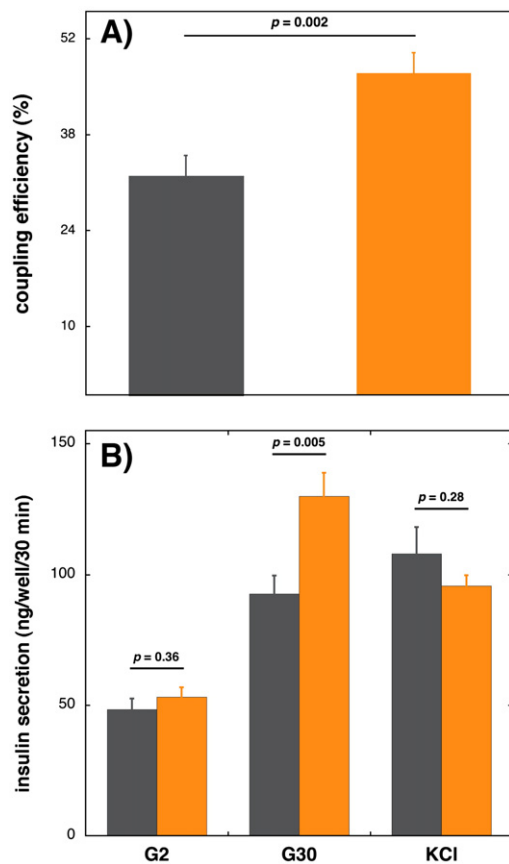 A)
p = 0.002
coupling efficiency (%)
52
38
24
10
B)
insulin secretion (ng/well/30 min)
150
100
50
0
p = 0.36
p = 0.005
p = 0.28
G2 G30 KCl